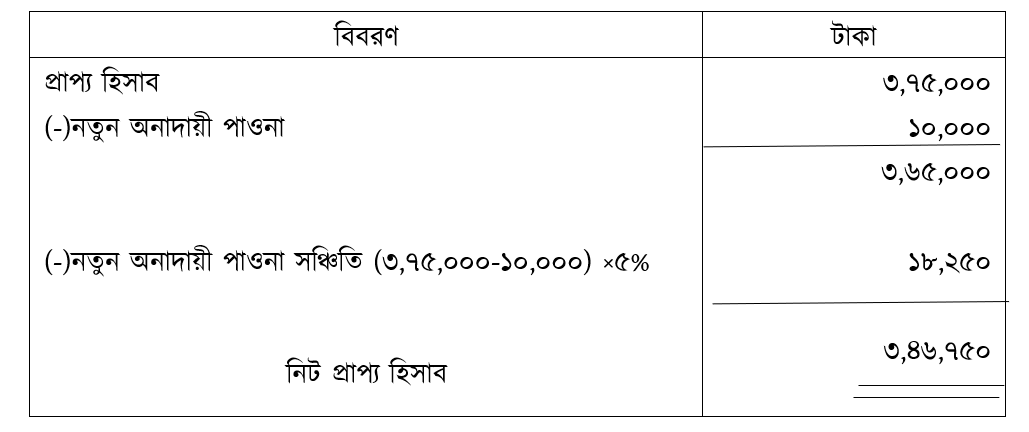 বিবরণ টাকা
প্রাপ্য হিসাব ৩,৭৫,০০০
(-)নতুন অনাদায়ী পাওনা ১০,০০০
৩,৬৫,০০০
(-)নতুন অনাদায়ী পাওনা সঞ্চিতি (৩,৭৫,০০০-১০,০০০) ×৫% ১৮,২৫০
৩,৪৬,৭৫০
নিট প্রাপ্য হিসাব